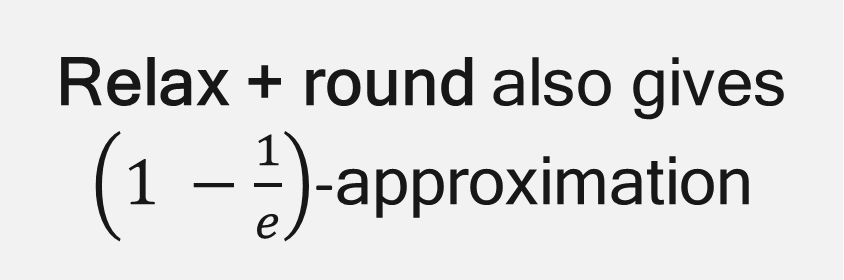 Relax + round also gives
(1 − 1/e)-approximation